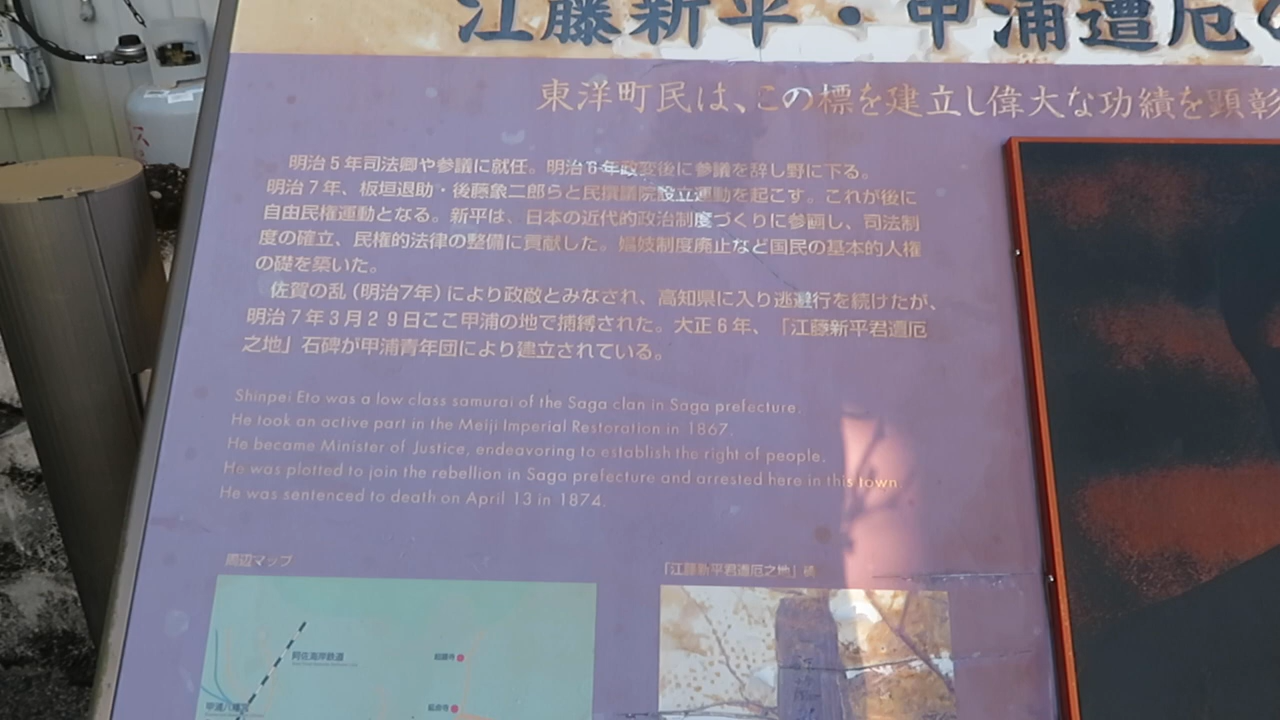 江藤新平・甲浦遭厄
東洋町民は、この標を建立し偉大な功績を顕彰
明治5年司法卿や参議に就任。明治6年政変後に参議を辞し野に下る。
明治7年、板垣退助・後藤象二郎らと民撰議院設立運動を起こす。これが後に
自由民権運動となる。新平は、日本の近代的政治制度づくりに参画し、司法制
度の確立、民権的法律の整備に貢献した。娼妓制度廃止など国民の基本的人権
の礎を築いた。
佐賀の乱(明治7年)により政敵とみなされ、高知県に入り逃避行を続けたが、
明治7年3月29日ここ甲浦の地で捕縛された。大正6年、「江藤新平君遭厄
之地」石碑が甲浦青年団により建立されている。
Shinpei Eto was a low class samurai of the Saga clan in Saga prefecture.
He took an active part in the Meiji Imperial Restoration in 1867.
He became Minister of Justice, endeavoring to establish the right of people.
He was plotted to join the rebellion in Saga prefecture and arrested here in this town.
He was sentenced to death on April 13 in 1874.
周辺マップ
「江藤新平君遭厄之地」碑
阿佐海岸鉄道
甲浦八幡宮